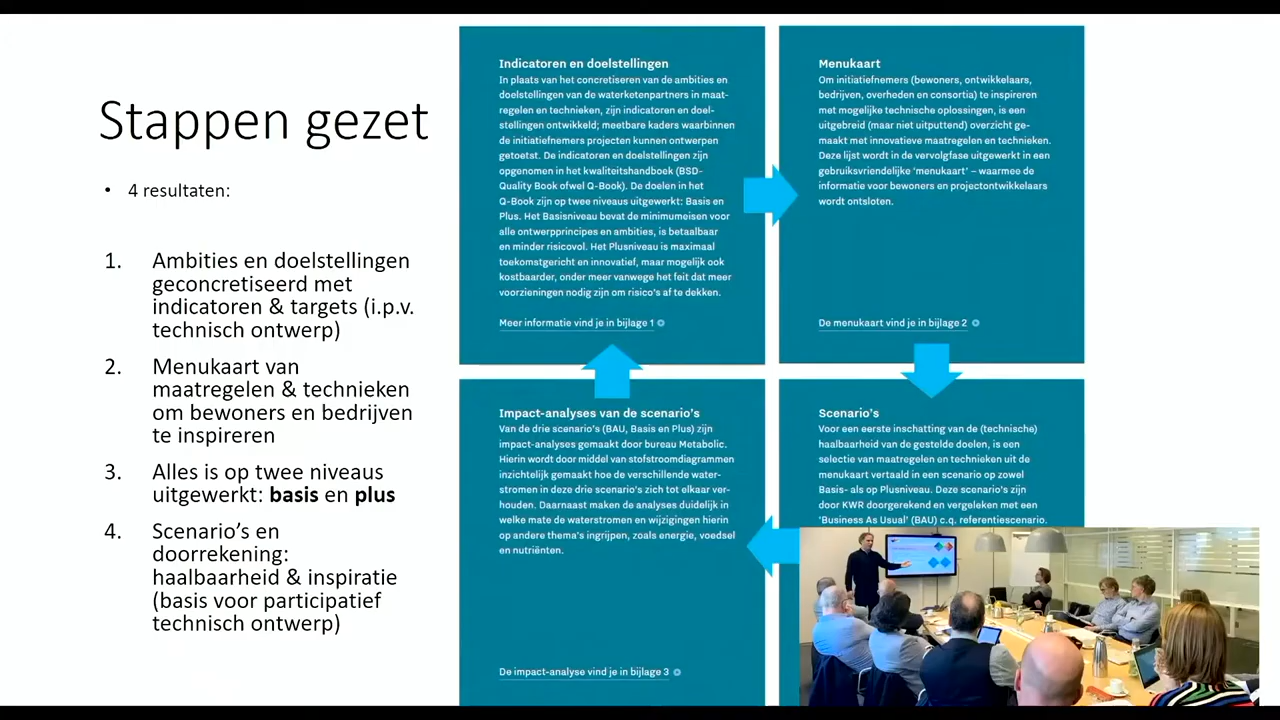 Stappen gezet
• 4 resultaten:
1. Ambities en doelstellingen
geconcretiseerd met
indicatoren & targets (i.p.v.
technisch ontwerp)
2. Menukaart van
maatregelen & technieken
om bewoners en bedrijven
te inspireren
3. Alles is op twee niveaus
uitgewerkt: basis en plus
4. Scenario's en
doorrekening:
haalbaarheid & inspiratie
(basis voor participatief
technisch ontwerp)
Indicatoren en doelstellingen
In plaats van het concretiseren van de ambities en
doelstellingen van de waterketenpartners in maat-
regelen en technieken, zijn indicatoren en doel-
stellingen ontwikkeld; meetbare kaders waarbinnen
de initiatiefnemers projecten kunnen ontwerpen
getoetst. De indicatoren en doelstellingen zijn
opgenomen in het kwaliteitshandboek (BSD-
Quality Book ofwel Q-Book). De doelen in het
Q-Book zijn op twee niveaus uitgewerkt: Basis en
Plus. Het Basisniveau bevat de minimumeisen voor
alle ontwerpprincipes en ambities, is betaalbaar
en minder risicovol. Het Plusniveau is maximaal
toekomstgericht en innovatief, maar mogelijk ook
kostbaarder, onder meer vanwege het feit dat meer
voorzieningen nodig zijn om risico's af te dekken.
Meer informatie vind je in bijlage 1
Menukaart
Om initiatiefnemers (bewoners, ontwikkelaars,
bedrijven, overheden en consortia) te inspireren
met mogelijke technische oplossingen, is een
uitgebreid (maar niet uitputtend) overzicht ge-
maakt met innovatieve maatregelen en technieken.
Deze lijst wordt in de vervolgfase uitgewerkt in een
gebruiksvriendelijke 'menukaart' – waarmee de
informatie voor bewoners en projectontwikkelaars
wordt ontsloten.
De menukaart vind je in bijlage 2
Impact-analyses van de scenario's
Van de drie scenario's (BAU, Basis en Plus) zijn
impact-analyses gemaakt door bureau Metabolic.
Hierin wordt door middel van stofstroomdiagrammen
inzichtelijk gemaakt hoe de verschillende water-
stromen in deze drie scenario's zich tot elkaar ver-
houden. Daarnaast maken de analyses duidelijk in
welke mate de waterstromen en wijzigingen hierin
op andere thema's ingrijpen, zoals energie, voedsel
en nutriënten.
De impact-analyse vind je in bijlage 3
Scenario's
Voor een eerste inschatting van de (technische)
haalbaarheid van de gestelde doelen, is een
selectie van maatregelen en technieken uit de
menukaart vertaald in een scenario op zowel
Basis- als op Plusniveau. Deze scenario's zijn
door KWR doorgerekend en vergeleken met een
'Business As Usual' (BAU) c.q. referentiescenario.